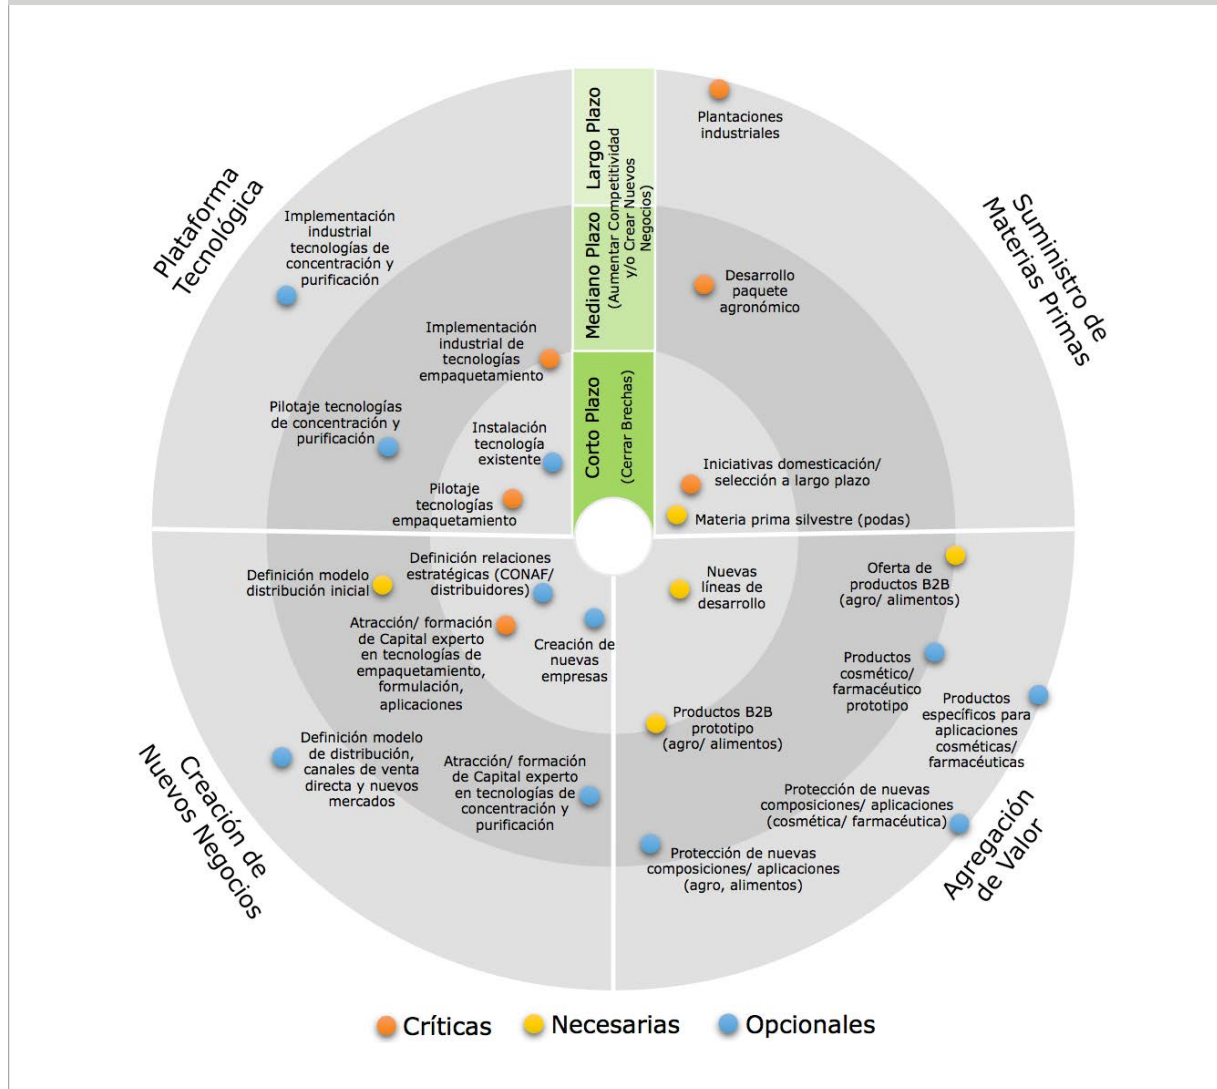 Plataforma
Tecnológica
Implementación
industrial
tecnologías de
concentración y
purificación
Implementación
industrial de
tecnologías
empaquetamiento
Pilotaje tecnologías
de concentración y
purificación
Instalación
tecnología
existente
Pilotaje
tecnologías
empaquetamiento
Largo Plazo
Mediano Plazo
(Aumentar Competitividad
y/o Crear Nuevos
Negocios)
Corto Plazo
(Cerrar Brechas)
Suministro de
Materias Primas
Plantaciones
industriales
Desarrollo
paquete
agronómico
Iniciativas domesticación/
selección a largo plazo
Materia prima silvestre (podas)
Definición modelo
distribución inicial
Definición relaciones
estratégicas (CONAF/
distribuidores)
Atracción/ formación
de Capital experto
en tecnologías de
empaquetamiento,
formulación,
aplicaciones
Creación de
nuevas
empresas
Definición modelo
de distribución,
canales de venta
directa y nuevos
mercados
Atracción/ formación
de Capital experto
en tecnologías de
concentración y
purificación
Creación de
Nuevos Negocios
Nuevas
líneas de
desarrollo
Oferta de
productos B2B
(agro/ alimentos)
Productos
cosmético/
farmacéutico
prototipo
Productos
específicos para
aplicaciones
cosméticas/
farmacéuticas
Productos B2B
prototipo
(agro/ alimentos)
Protección de nuevas
composiciones/ aplicaciones
(cosmética/ farmacéutica)
Protección de nuevas
composiciones/ aplicaciones
(agro, alimentos)
Agregación
de Valor
Críticas
Necesarias
Opcionales